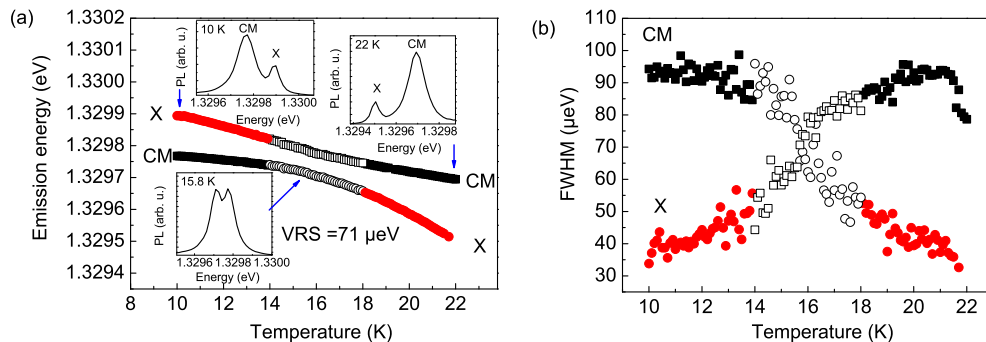 (a)
1.3302
1.3301
1.3300
1.3299
1.3298
1.3297
1.3296
1.3295
1.3294
Emission energy (eV)
8 10 12 14 16 18 20 22 24
Temperature (K)
10 K
CM
X
PL (arb. u.)
1.3296 1.3298 1.3300
Energy (eV)
22 K
CM
X
PL (arb. u.)
1.3294 1.3296 1.3298
Energy (eV)
X
CM
CM
X
15.8 K
PL (arb. u.)
1.3296 1.3298 1.3300
Energy (eV)
VRS =71 µeV
(b)
110
100
90
80
70
60
50
40
30
FWHM (µeV)
CM
X
10 12 14 16 18 20 22
Temperature (K)